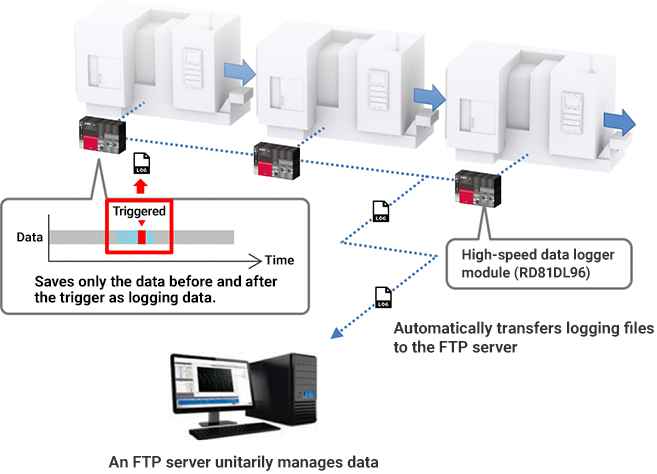 LOG
Triggered
Data
Time
Saves only the data before and after
the trigger as logging data.
LOG
High-speed data logger
module (RD81DL96)
LOG
Automatically transfers logging files
to the FTP server
An FTP server unitarily manages data